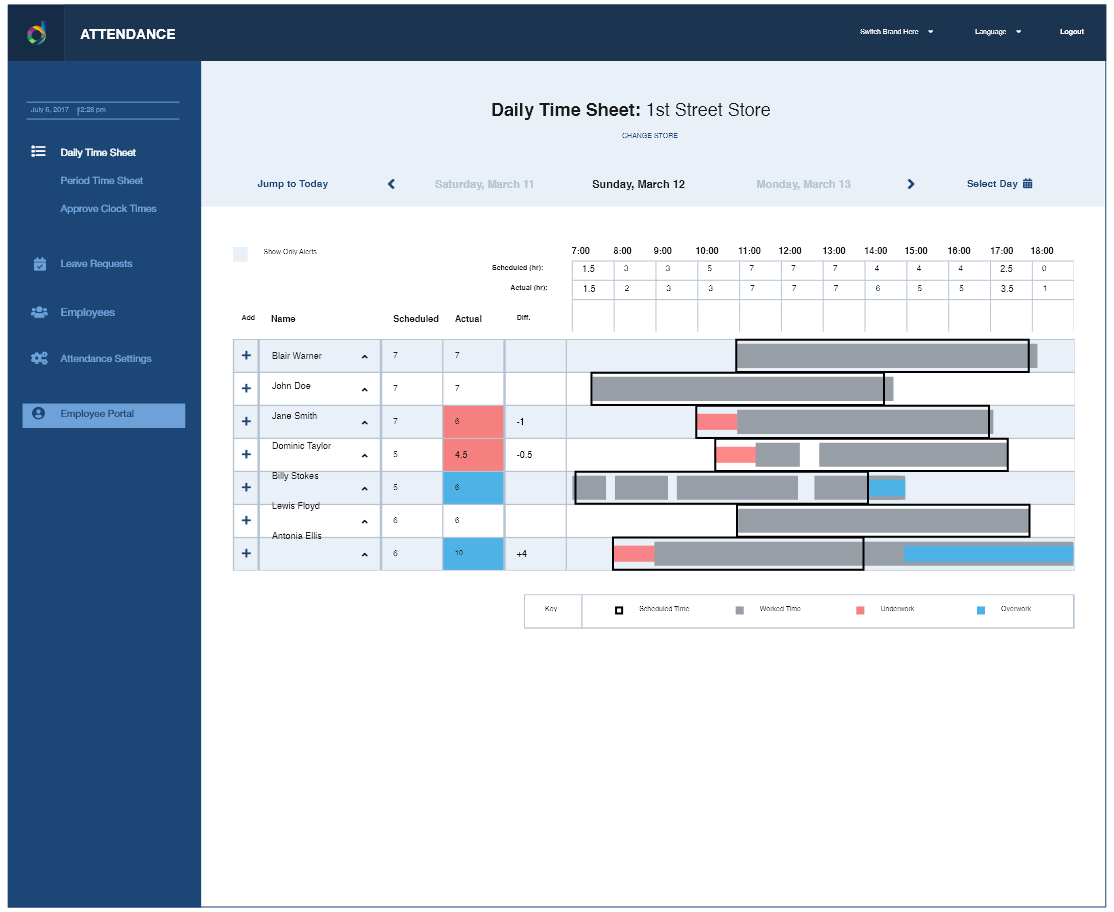 ATTENDANCE
Switch Brand Here
Language
Logout
July 6, 2017 12:28 pm
Daily Time Sheet
Period Time Sheet
Approve Clock Times
Leave Requests
Employees
Attendance Settings
Employee Portal
Daily Time Sheet: 1st Street Store
CHANGE STORE
Jump to Today
Saturday, March 11
Sunday, March 12
Monday, March 13
Select Day
Show Only Alerts
7:00 8:00 9:00 10:00 11:00 12:00 13:00 14:00 15:00 16:00 17:00 18:00
Scheduled (hr): 1.5 3 3 5 7 7 7 4 4 4 2.5 0
Actual (hr): 1.5 2 3 3 7 7 7 6 5 5 3.5 1
Add Name Scheduled Actual Diff.
Blair Warner 7 7
John Doe 7 7
Jane Smith 7 6 -1
Dominic Taylor 5 4.5 -0.5
Billy Stokes 5 6
Lewis Floyd 6 6
Antonia Ellis 6 10 +4
Key Scheduled Time Worked Time Underwork Overwork